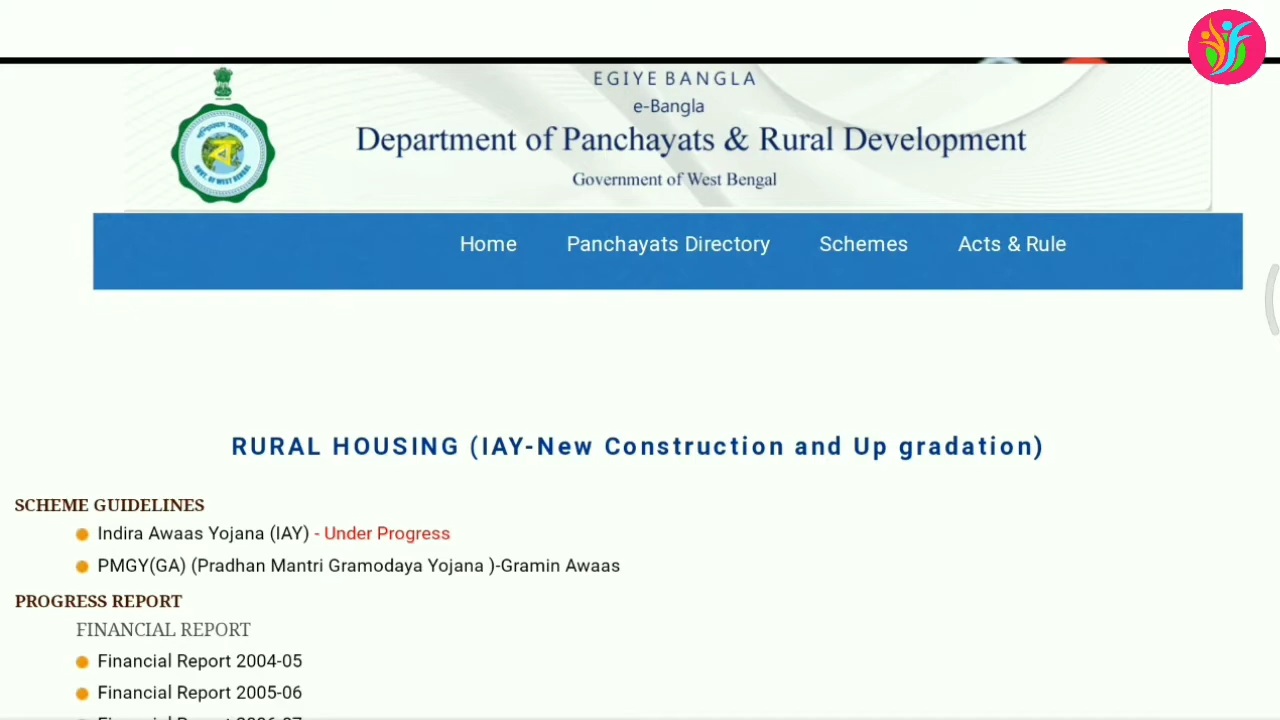 EGIYE BANGLA
e-Bangla
Department of Panchayats & Rural Development
Government of West Bengal
Home Panchayats Directory Schemes Acts & Rule
RURAL HOUSING (IAY-New Construction and Up gradation)
SCHEME GUIDELINES
Indira Awaas Yojana (IAY) - Under Progress
PMGY(GA) (Pradhan Mantri Gramodaya Yojana )-Gramin Awaas
PROGRESS REPORT
FINANCIAL REPORT
Financial Report 2004-05
Financial Report 2005-06